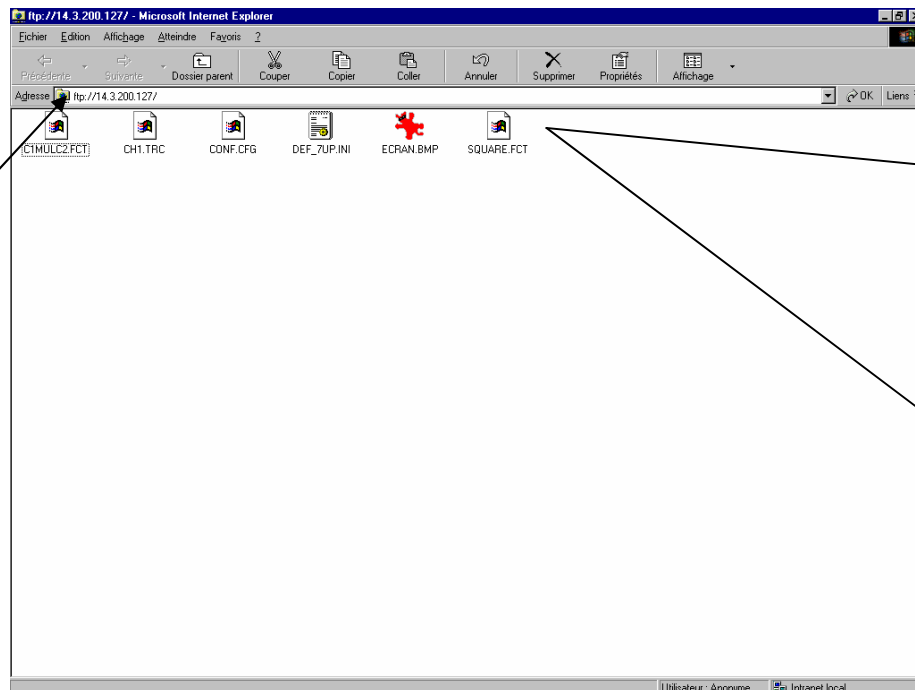 ftp://14.3.200.127/ - Microsoft Internet Explorer
Fichier Edition Affichage Atteindre Favoris ?
Précédente Suivante Dossier parent Couper Copier Coller Annuler Supprimer Propriétés Affichage
Adresse ftp://14.3.200.127/ OK Liens
C1MULC2.FCT CH1.TRC CONF.CFG DEF_7UP.INI ECRAN.BMP SQUARE.FCT
Utilisateur : Anonyme Intranet local